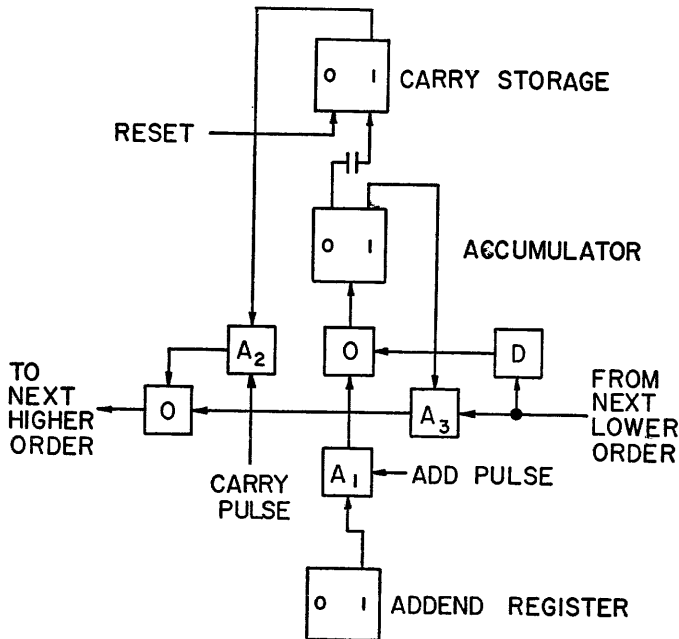 0 1 CARRY STORAGE
RESET
0 1 ACCUMULATOR
A2
O
D
TO
NEXT
HIGHER
ORDER
O
A3
FROM
NEXT
LOWER
ORDER
CARRY
PULSE
A1
ADD PULSE
0 1 ADDEND REGISTER